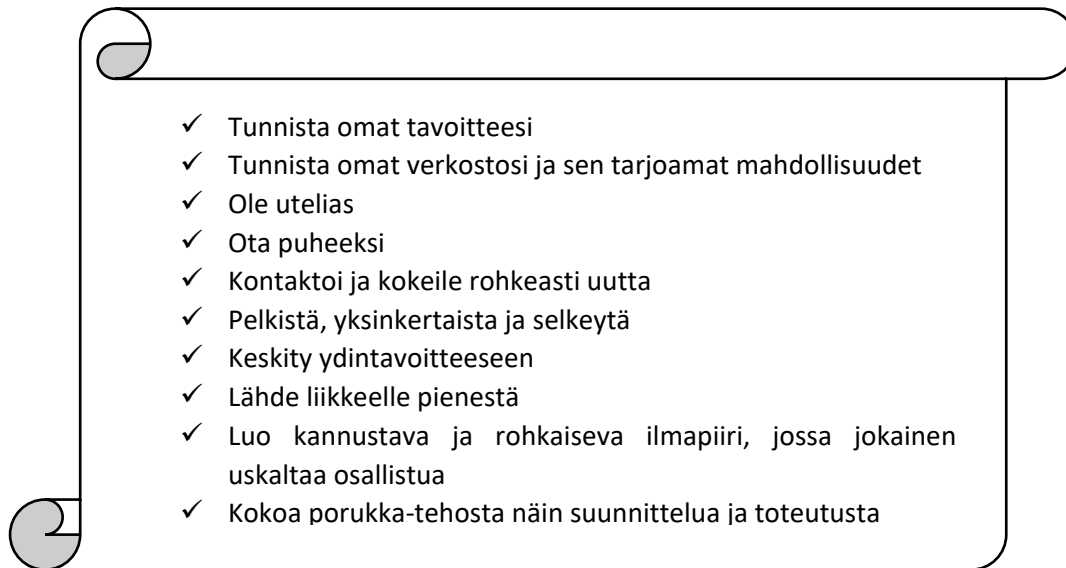 ✓ Tunnista omat tavoitteesi
✓ Tunnista omat verkostosi ja sen tarjoamat mahdollisuudet
✓ Ole utelias
✓ Ota puheeksi
✓ Kontaktoi ja kokeile rohkeasti uutta
✓ Pelkistä, yksinkertaista ja selkeytä
✓ Keskity ydintavoitteeseen
✓ Lähde liikkeelle pienestä
✓ Luo kannustava ja rohkaiseva ilmapiiri, jossa jokainen
uskaltaa osallistua
✓ Kokoa porukka-tehosta näin suunnittelua ja toteutusta